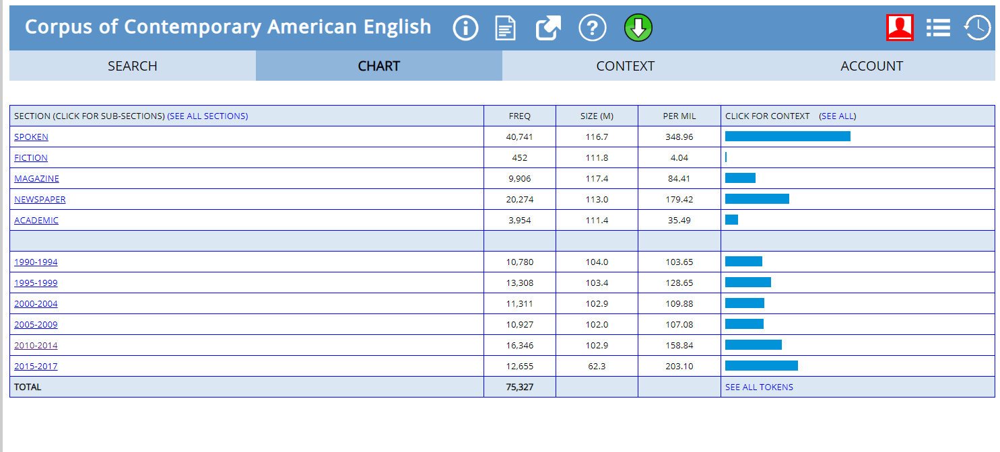 Corpus of Contemporary American English
SEARCH CHART CONTEXT ACCOUNT
SECTION (CLICK FOR SUB-SECTIONS) (SEE ALL SECTIONS) FREQ SIZE (M) PER MIL CLICK FOR CONTEXT (SEE ALL)
SPOKEN 40,741 116.7 348.96
FICTION 452 111.8 4.04
MAGAZINE 9,906 117.4 84.41
NEWSPAPER 20,274 113.0 179.42
ACADEMIC 3,954 111.4 35.49
1990-1994 10,780 104.0 103.65
1995-1999 13,308 103.4 128.65
2000-2004 11,311 102.9 109.88
2005-2009 10,927 102.0 107.08
2010-2014 16,346 102.9 158.84
2015-2017 12,655 62.3 203.10
TOTAL 75,327 SEE ALL TOKENS